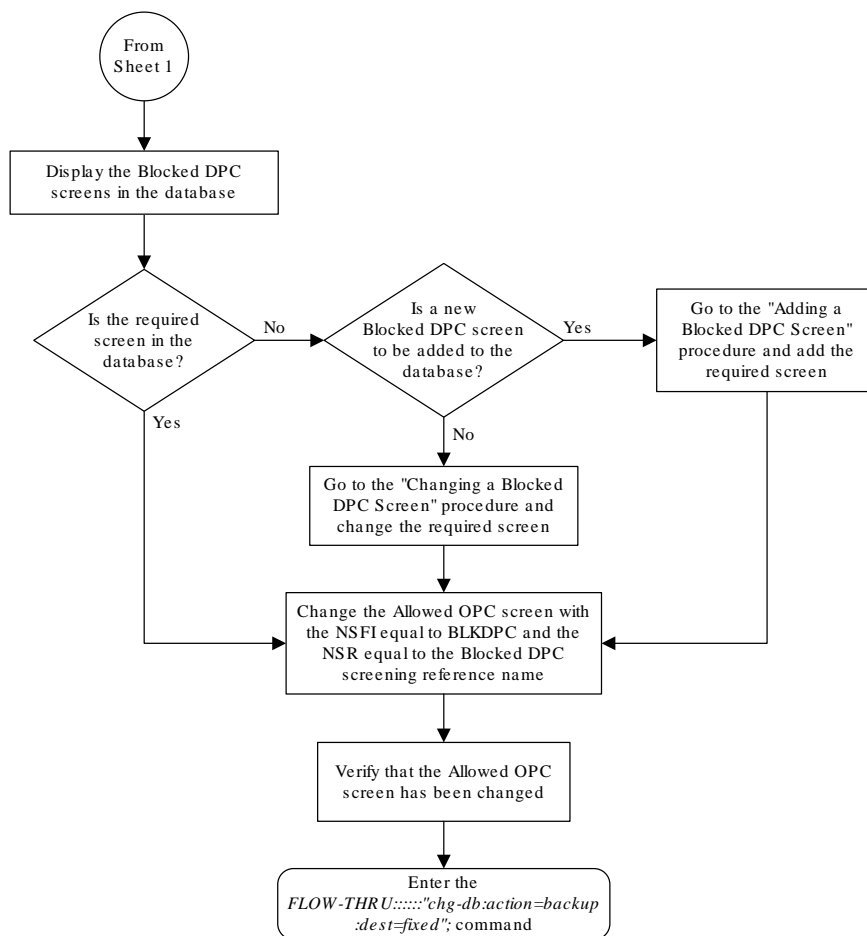 From
Sheet 1
Display the Blocked DPC
screens in the database
Is the required
screen in the
database?
No
Yes
Is a new
Blocked DPC screen
to be added to the
database?
Yes
No
Go to the "Adding a
Blocked DPC Screen"
procedure and add the
required screen
Go to the "Changing a Blocked
DPC Screen" procedure and
change the required screen
Change the Allowed OPC screen with
the NSFI equal to BLKDPC and the
NSR equal to the Blocked DPC
screening reference name
Verify that the Allowed OPC
screen has been changed
Enter the
FLOW-THRU::::::"chg-db:action=backup
:dest=fixed"; command